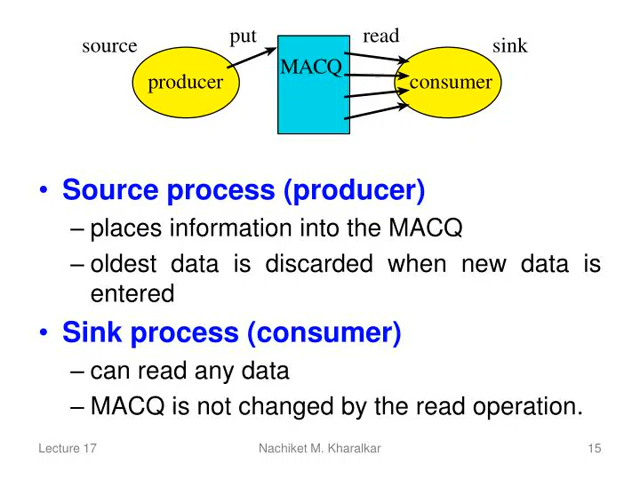 source put read sink
producer MACQ consumer
• Source process (producer)
– places information into the MACQ
– oldest data is discarded when new data is
entered
• Sink process (consumer)
– can read any data
– MACQ is not changed by the read operation.
Lecture 17 Nachiket M. Kharalkar 15